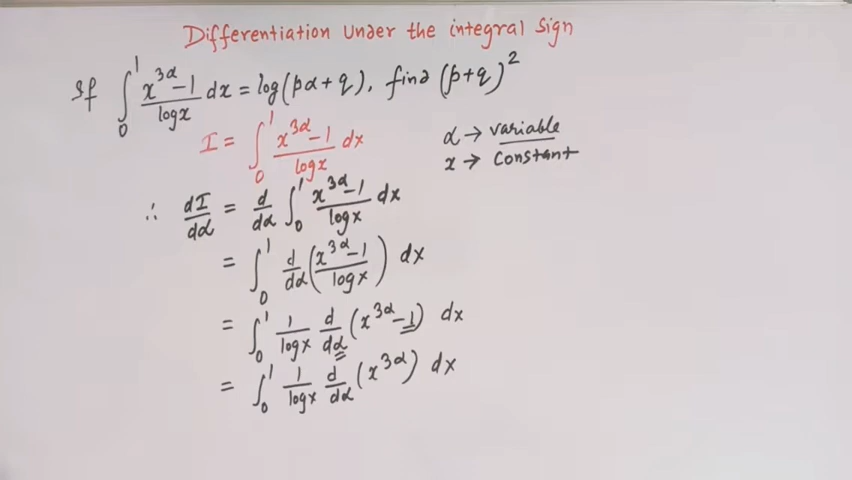 Differentiation Under the integral Sign
If ∫₀¹ (x^{3α} − 1)/(log x) dx = log(pα + q), find (p+q)²
I = ∫₀¹ (x^{3α} − 1)/(log x) dx
α → variable
x → constant
∴ dI/dα = d/dα ∫₀¹ (x^{3α} − 1)/(log x) dx
= ∫₀¹ d/dα ((x^{3α} − 1)/(log x)) dx
= ∫₀¹ 1/(log x) d/dα (x^{3α} − 1) dx
= ∫₀¹ 1/(log x) d/dα (x^{3α}) dx